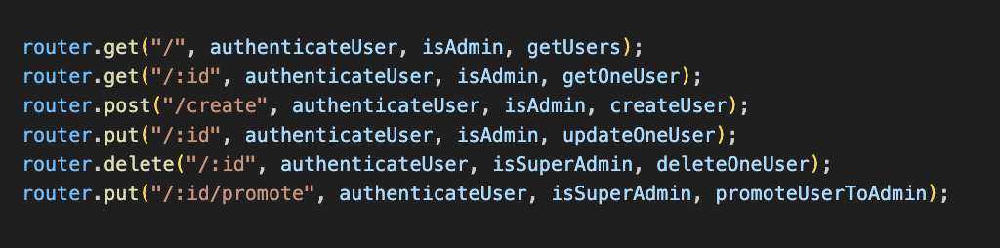 router.get("/", authenticateUser, isAdmin, getUsers);
router.get("/:id", authenticateUser, isAdmin, getOneUser);
router.post("/create", authenticateUser, isAdmin, createUser);
router.put("/:id", authenticateUser, isAdmin, updateOneUser);
router.delete("/:id", authenticateUser, isSuperAdmin, deleteOneUser);
router.put("/:id/promote", authenticateUser, isSuperAdmin, promoteUserToAdmin);